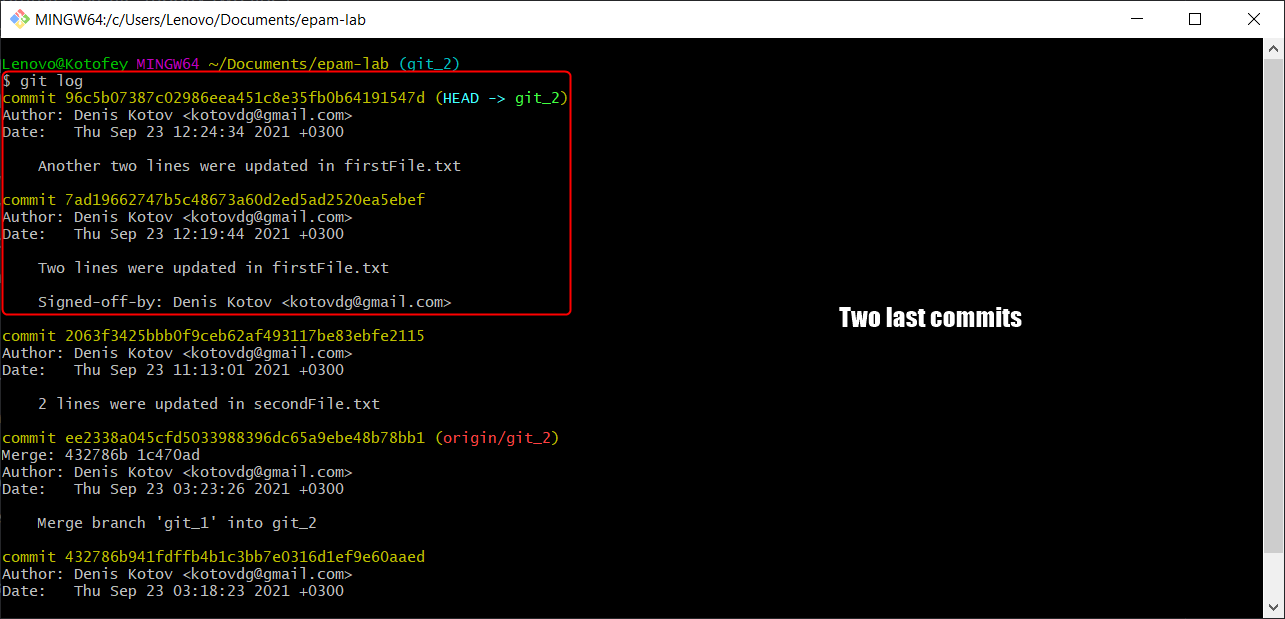 MINGW64:/c/Users/Lenovo/Documents/epam-lab
Lenovo@Kotofey MINGW64 ~/Documents/epam-lab (git_2)
$ git log
commit 96c5b07387c02986eea451c8e35fb0b64191547d (HEAD -> git_2)
Author: Denis Kotov <kotovdg@gmail.com>
Date:   Thu Sep 23 12:24:34 2021 +0300
    Another two lines were updated in firstFile.txt
commit 7ad19662747b5c48673a60d2ed5ad2520ea5ebef
Author: Denis Kotov <kotovdg@gmail.com>
Date:   Thu Sep 23 12:19:44 2021 +0300
    Two lines were updated in firstFile.txt
    Signed-off-by: Denis Kotov <kotovdg@gmail.com>
Two last commits
commit 2063f3425bbb0f9ceb62af493117be83ebfe2115
Author: Denis Kotov <kotovdg@gmail.com>
Date:   Thu Sep 23 11:13:01 2021 +0300
    2 lines were updated in secondFile.txt
commit ee2338a045cfd5033988396dc65a9ebe48b78bb1 (origin/git_2)
Merge: 432786b 1c470ad
Author: Denis Kotov <kotovdg@gmail.com>
Date:   Thu Sep 23 03:23:26 2021 +0300
    Merge branch 'git_1' into git_2
commit 432786b941fdffb4b1c3bb7e0316d1ef9e60aaed
Author: Denis Kotov <kotovdg@gmail.com>
Date:   Thu Sep 23 03:18:23 2021 +0300